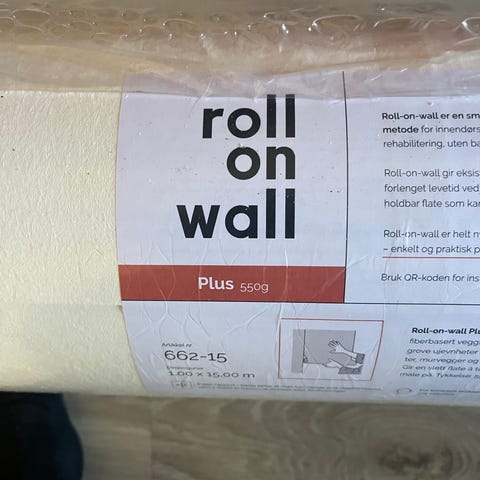 roll
on
wall
Plus 550g
Artikkel nr
662-15
Dimensjoner
1.00 x 15,00 m
Roll-on-wall er en sm
metode for innendørs
rehabilitering, uten ba
Roll-on-wall gir eksis
forlenget levetid ved
holdbar flate som kan
Roll-on-wall er helt n
– enkelt og praktisk p
Bruk QR-koden for ins
Roll-on-wall Plu
fiberbasert vegg
grove ujevnheter
ter, murvegger og
Gir en slett flate å
male på. Tykkelse: